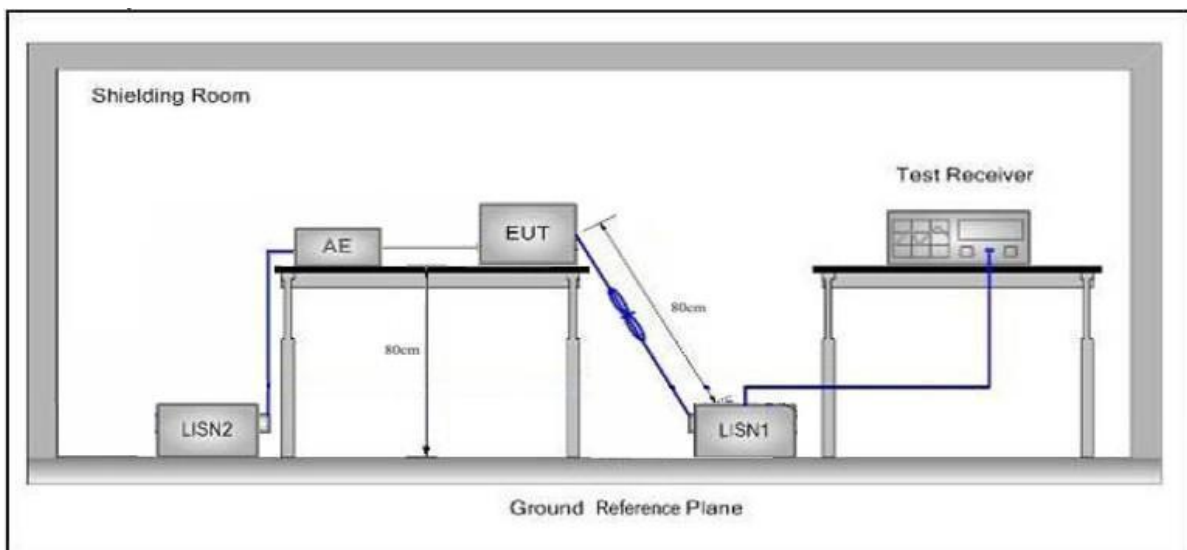 Shielding Room
Test Receiver
AE
EUT
80cm
80cm
LISN2
LISN1
Ground Reference Plane